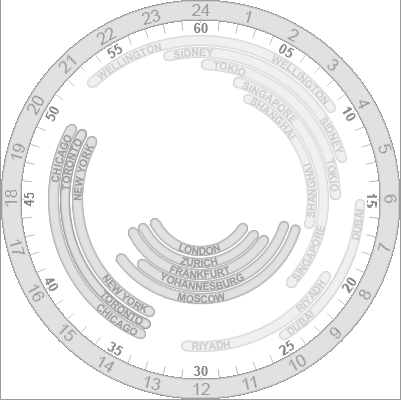 24
1
2
3
4
5
6
7
8
9
10
11
12
13
14
15
16
17
18
19
20
21
22
23
60
05
10
15
20
25
30
35
40
45
50
55
WELLINGTON
WELLINGTON
SiDNEY
SiDNEY
TOKIO
TOKIO
SiNGAPORE
SiNGAPORE
SHANGHAI
SHANGHAI
DUBAI
DUBAI
RIYADH
RIYADH
CHICAGO
CHICAGO
TORONTO
TORONTO
NEW YORK
NEW YORK
LONDON
ZURICH
FRANKFURT
YOHANNESBURG
MOSCOW